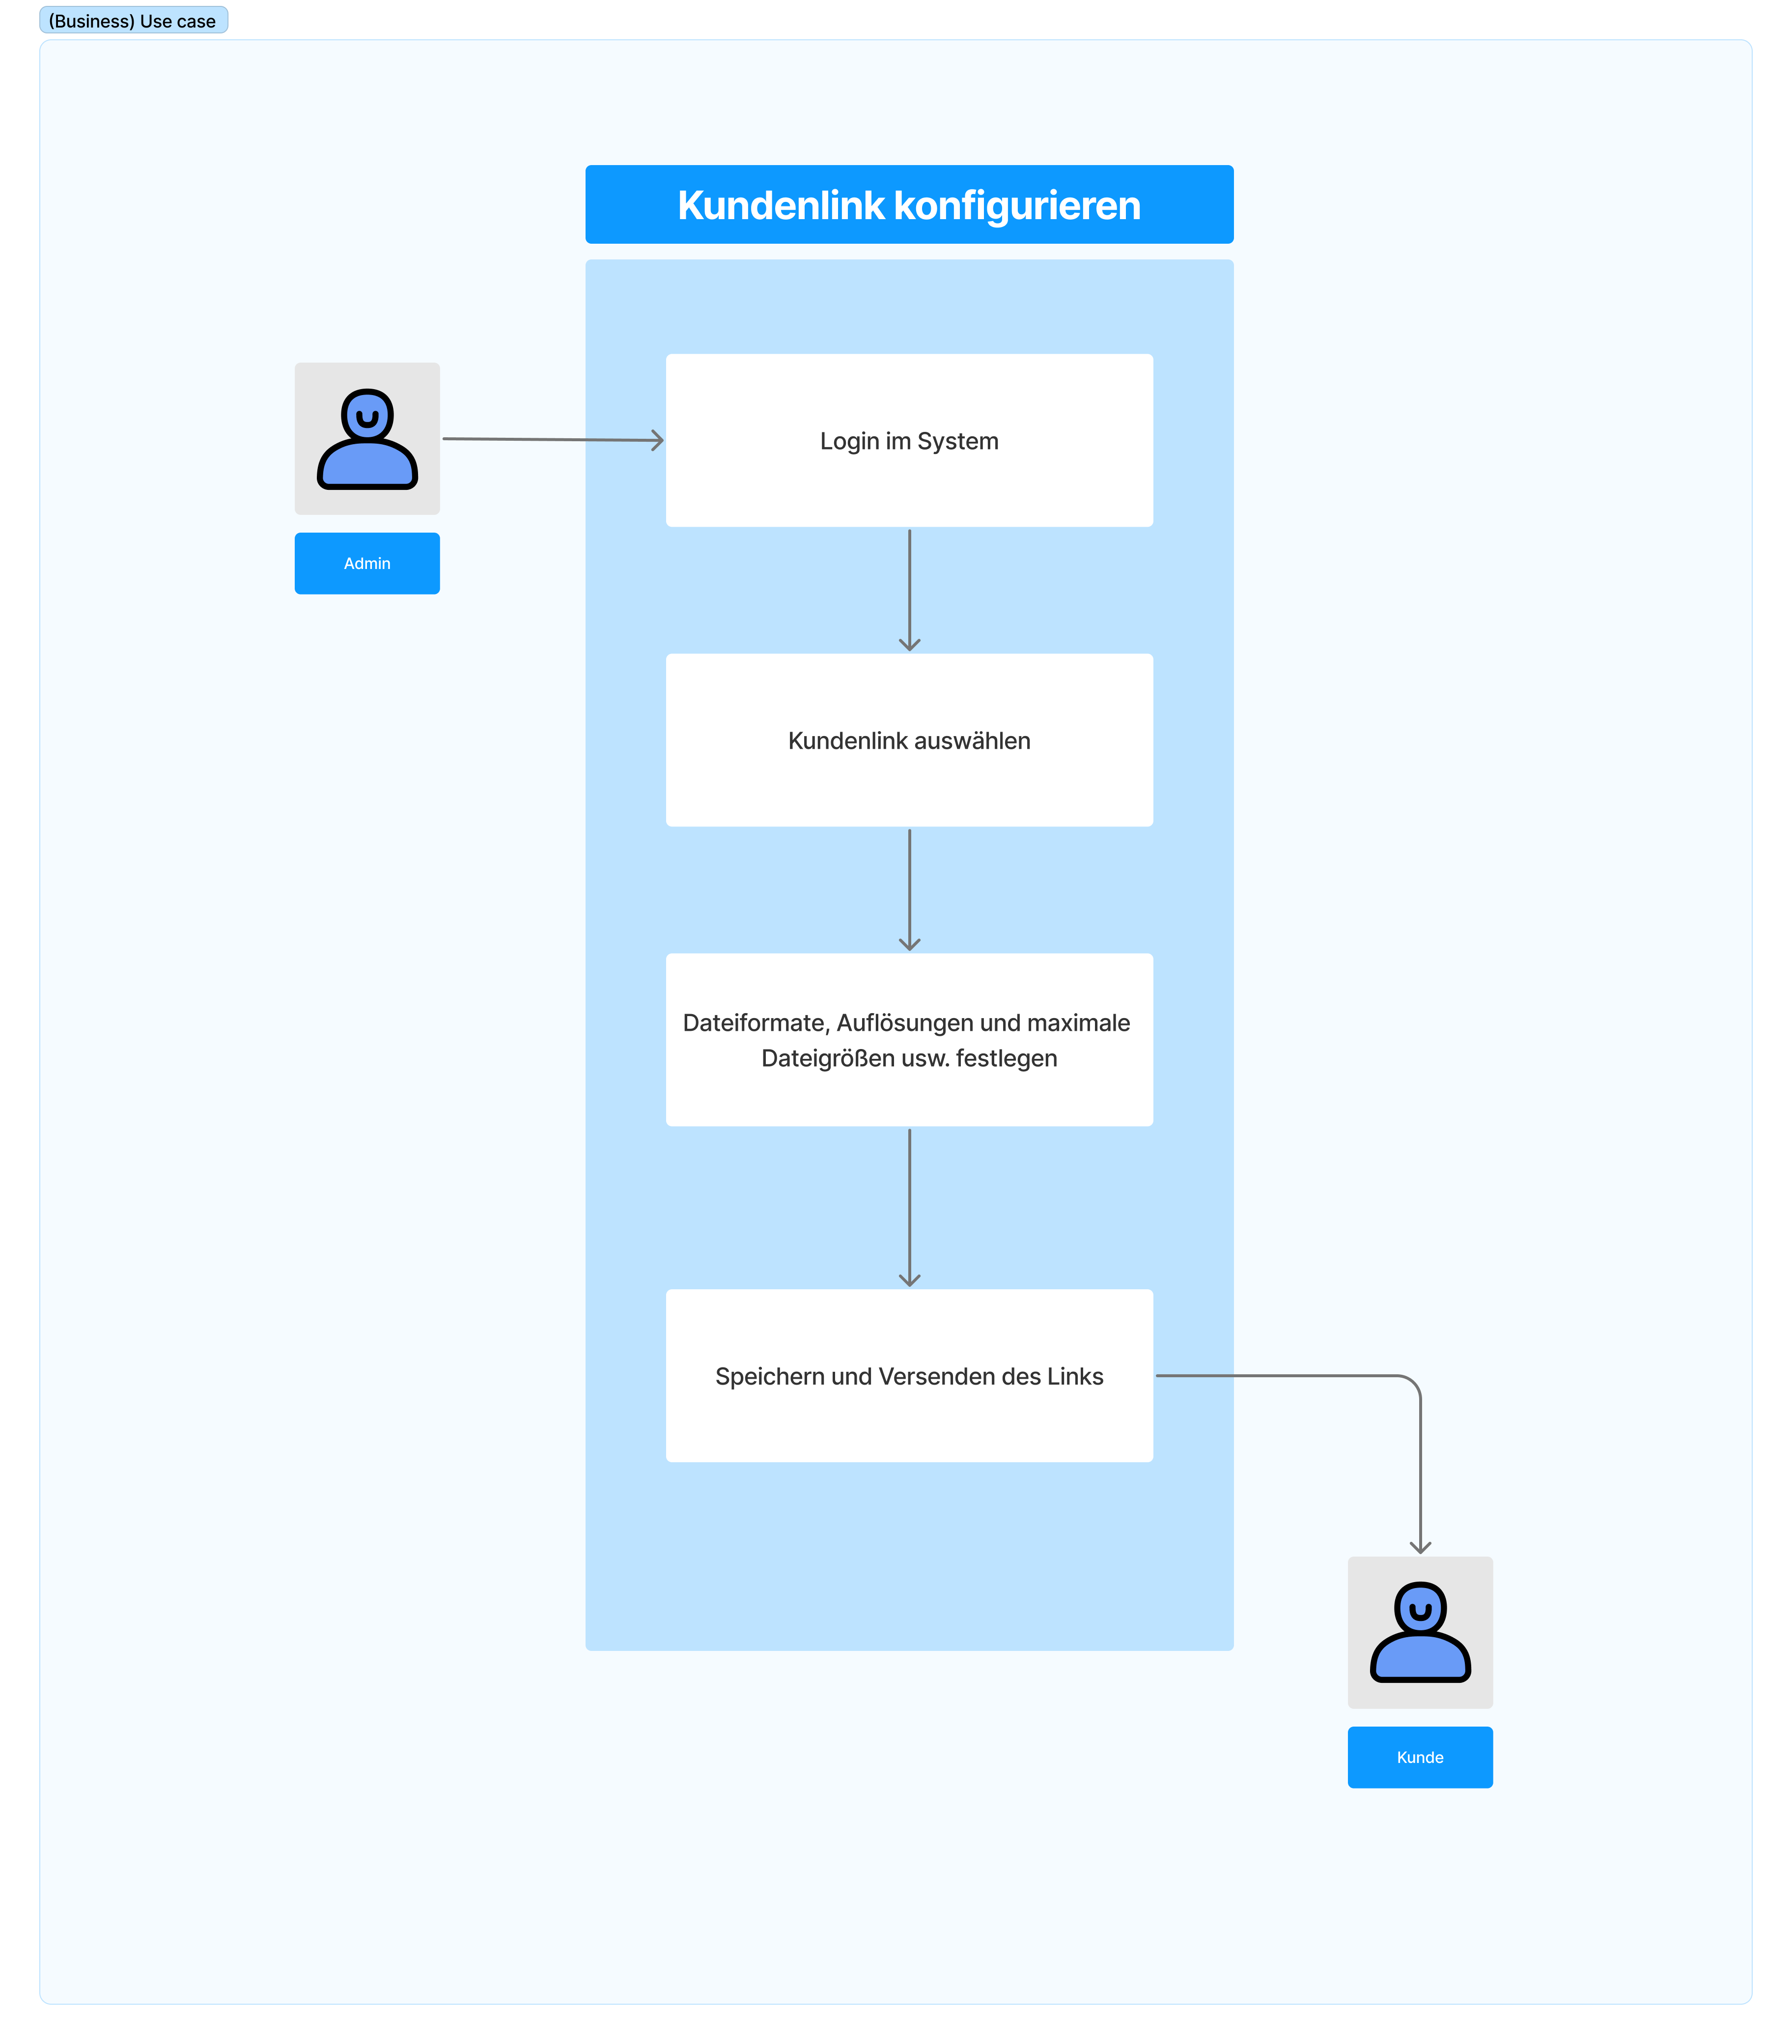 (Business) Use case
Kundenlink konfigurieren
Login im System
Admin
Kundenlink auswählen
Dateiformate, Auflösungen und maximale
Dateigrößen usw. festlegen
Speichern und Versenden des Links
Kunde